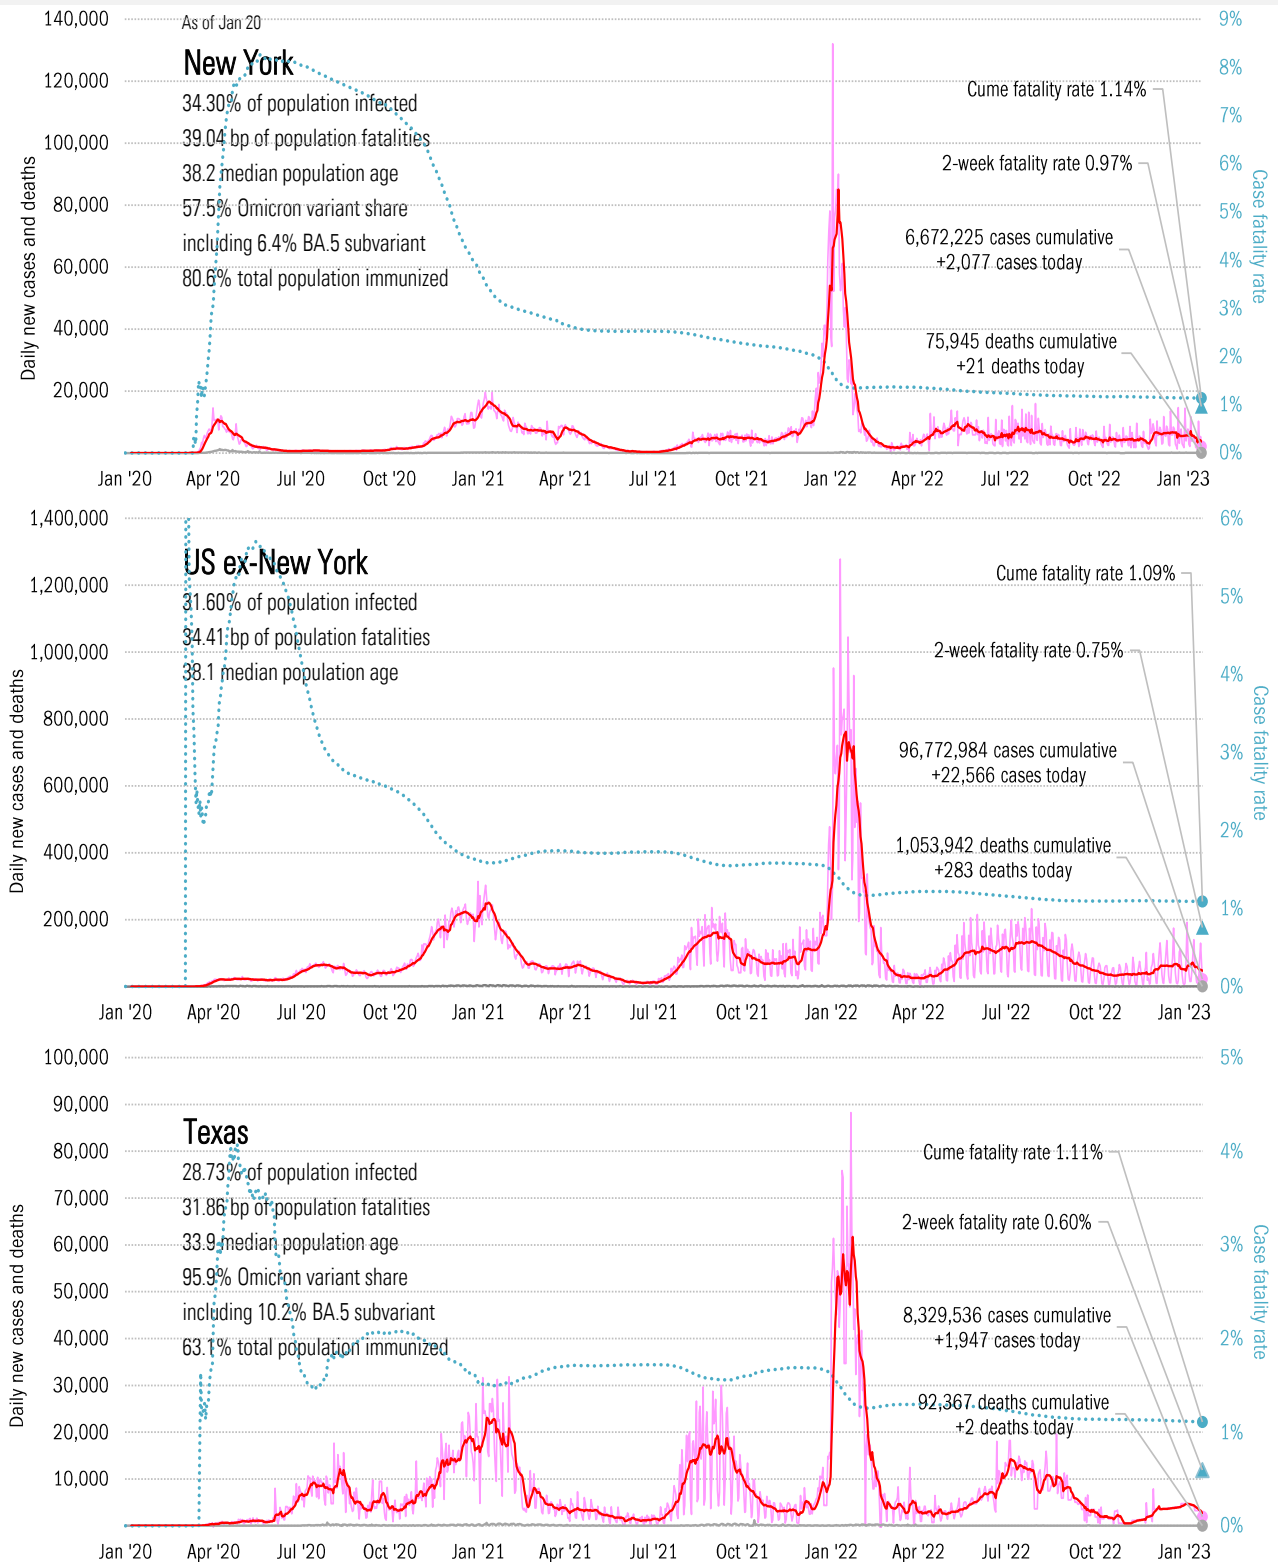 140,000
As of Jan 20
9%
New York
8%
120,000
Cume fatality rate 1.14%
34.30% of population infected
7%
100,000
39.04 bp of population fatalities
6%
2-week fatality rate 0.97%
38.2 median population age
80,000
57.5% Omicron variant share
5%
6,672,225 cases cumulative
including 6.4% BA.5 subvariant
+2,077 cases today
60,000
4%
80.6% total population immunized
3%
40,000
75,945 deaths cumulative
+21 deaths today
2%
20,000
1%
0%
Daily new cases and deaths
Case fatality rate
Jan '20 Apr '20 Jul '20 Oct '20 Jan '21 Apr '21 Jul '21 Oct '21 Jan '22 Apr '22 Jul '22 Oct '22 Jan '23
1,400,000
6%
US ex-New York
Cume fatality rate 1.09%
1,200,000
5%
31.60% of population infected
34.41 bp of population fatalities
1,000,000
2-week fatality rate 0.75%
38.1 median population age
4%
800,000
96,772,984 cases cumulative
3%
+22,566 cases today
600,000
2%
400,000
1,053,942 deaths cumulative
+283 deaths today
200,000
1%
0%
Daily new cases and deaths
Case fatality rate
Jan '20 Apr '20 Jul '20 Oct '20 Jan '21 Apr '21 Jul '21 Oct '21 Jan '22 Apr '22 Jul '22 Oct '22 Jan '23
100,000
5%
90,000
Texas
80,000
Cume fatality rate 1.11%
4%
28.73% of population infected
70,000
31.86 bp of population fatalities
2-week fatality rate 0.60%
60,000
33.9 median population age
3%
95.9% Omicron variant share
50,000
including 10.2% BA.5 subvariant
8,329,536 cases cumulative
+1,947 cases today
40,000
2%
63.1% total population immunized
30,000
92,367 deaths cumulative
+2 deaths today
20,000
1%
10,000
0%
Daily new cases and deaths
Case fatality rate
Jan '20 Apr '20 Jul '20 Oct '20 Jan '21 Apr '21 Jul '21 Oct '21 Jan '22 Apr '22 Jul '22 Oct '22 Jan '23